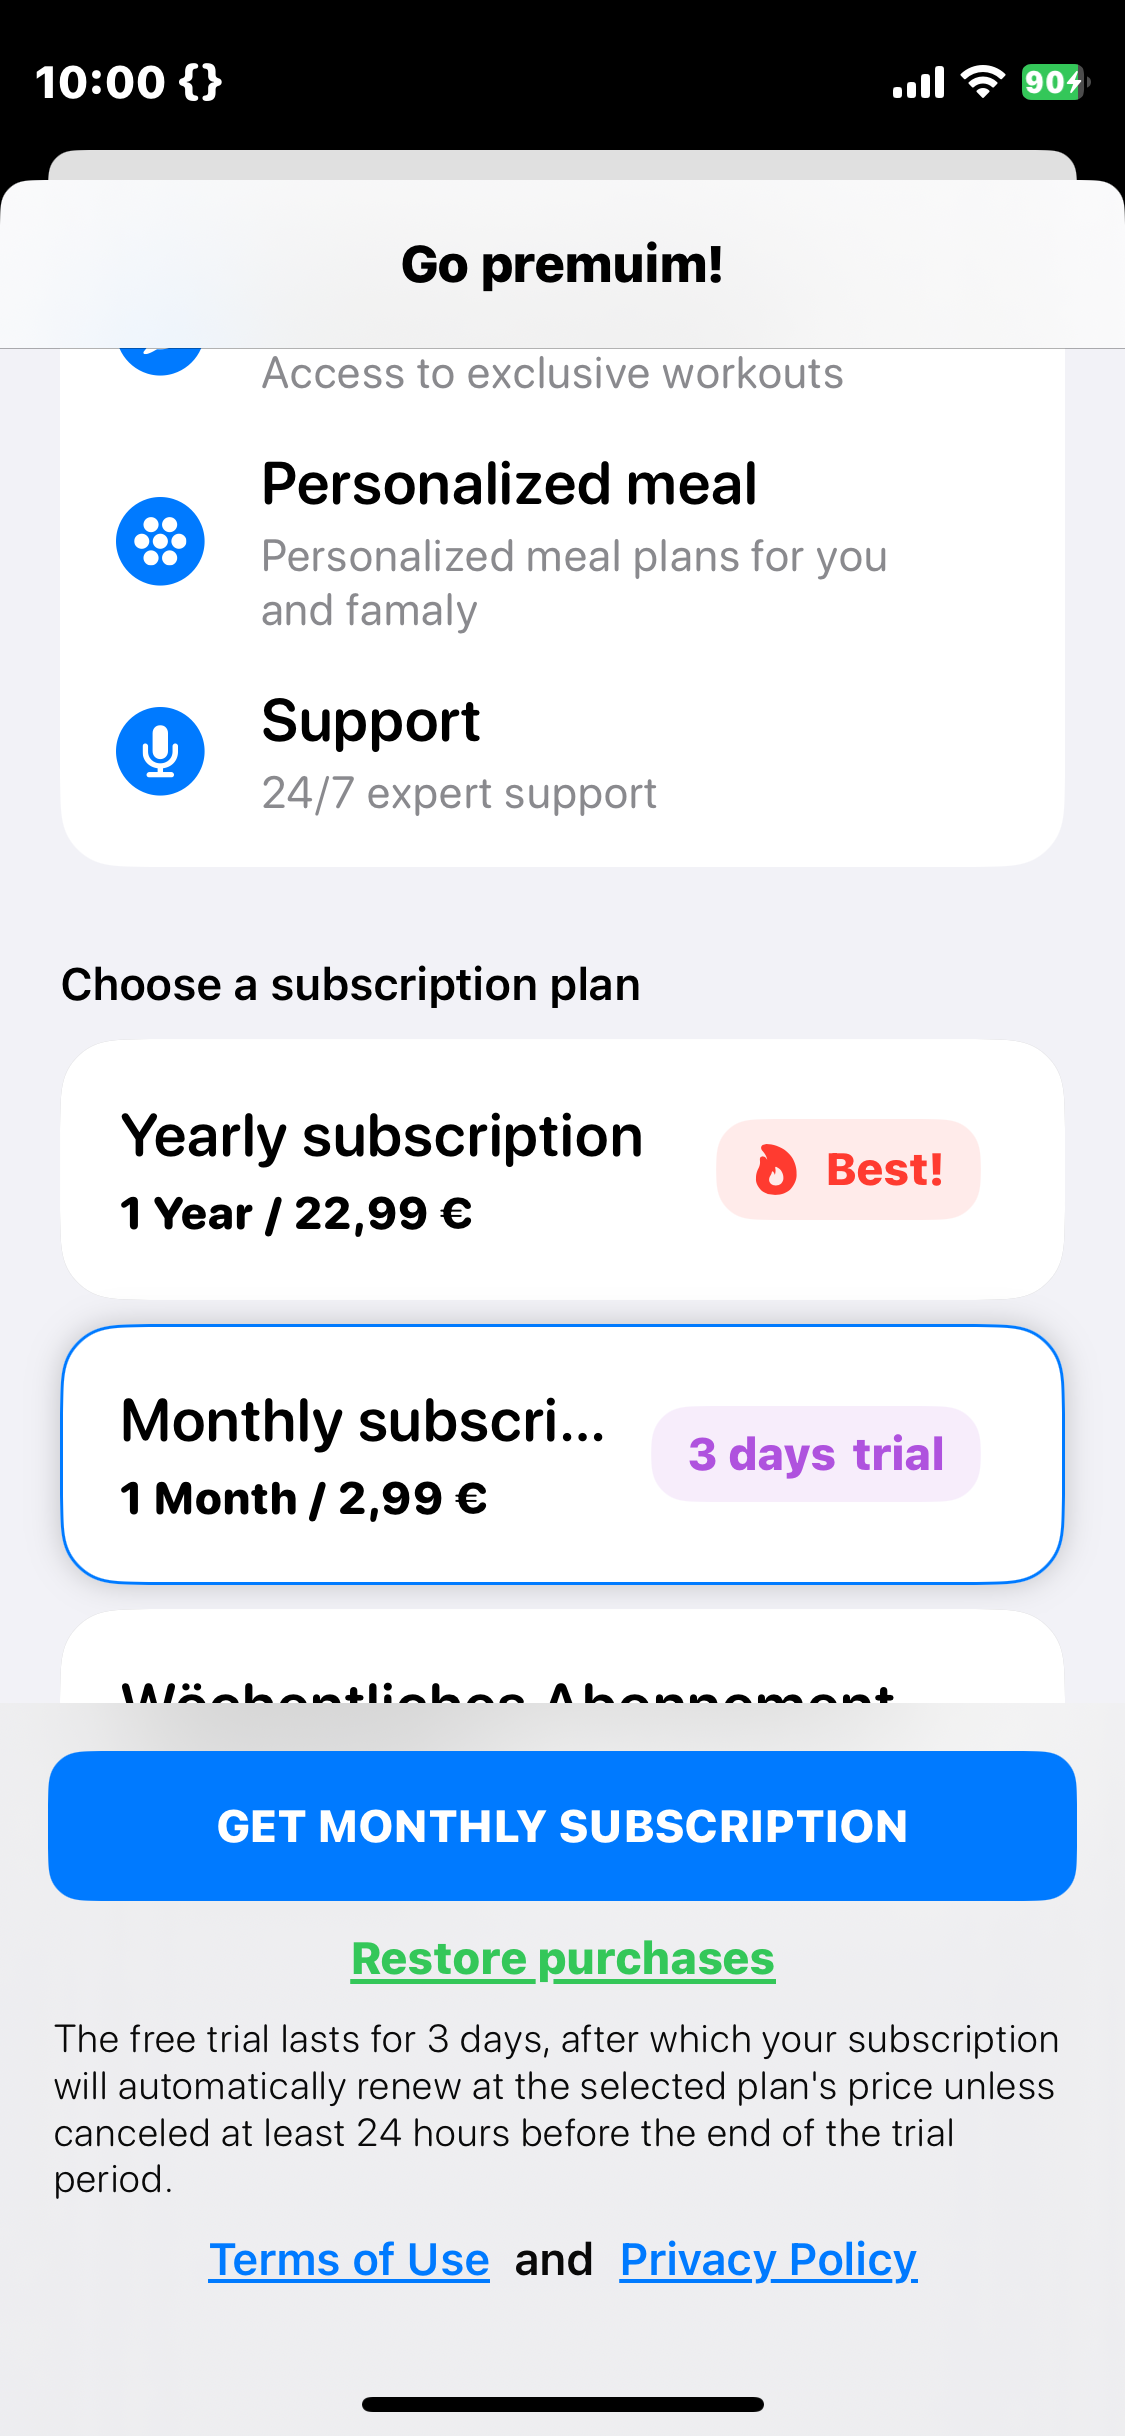 10:00 {}
90
Go premuim!
Access to exclusive workouts
Personalized meal
Personalized meal plans for you
and famaly
Support
24/7 expert support
Choose a subscription plan
Yearly subscription
1 Year / 22,99 €
Best!
Monthly subscri...
1 Month / 2,99 €
3 days trial
Wöchentliches Abonnement
GET MONTHLY SUBSCRIPTION
Restore purchases
The free trial lasts for 3 days, after which your subscription
will automatically renew at the selected plan's price unless
canceled at least 24 hours before the end of the trial
period.
Terms of Use and Privacy Policy